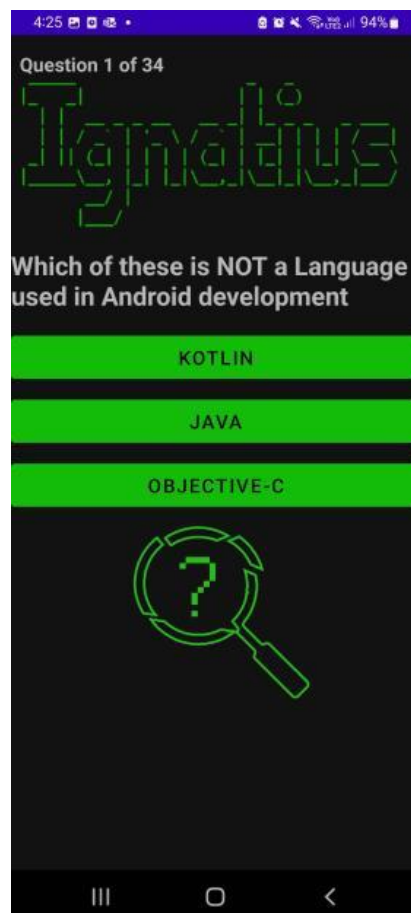 4:25
94%
Question 1 of 34
Ignatius
Which of these is NOT a Language
used in Android development
KOTLIN
JAVA
OBJECTIVE-C
?